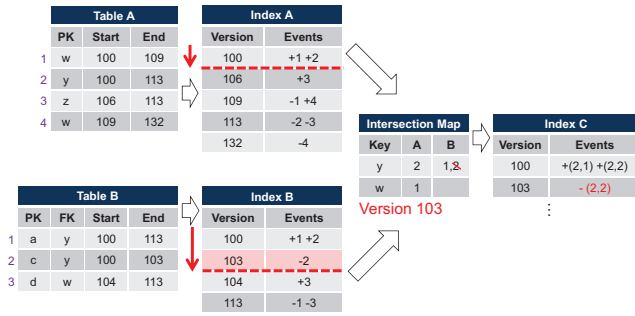 Table A
PK Start End
1 w 100 109
2 y 100 113
3 z 106 113
4 w 109 132
Index A
Version Events
100 +1 +2
106 +3
109 -1 +4
113 -2 -3
132 -4
Table B
PK FK Start End
1 a y 100 113
2 c y 100 103
3 d w 104 113
Index B
Version Events
100 +1 +2
103 -2
104 +3
113 -1 -3
Intersection Map
Key A B
y 2 1,2
w 1
Version 103
Index C
Version Events
100 +(2,1) +(2,2)
103 - (2,2)
⋮